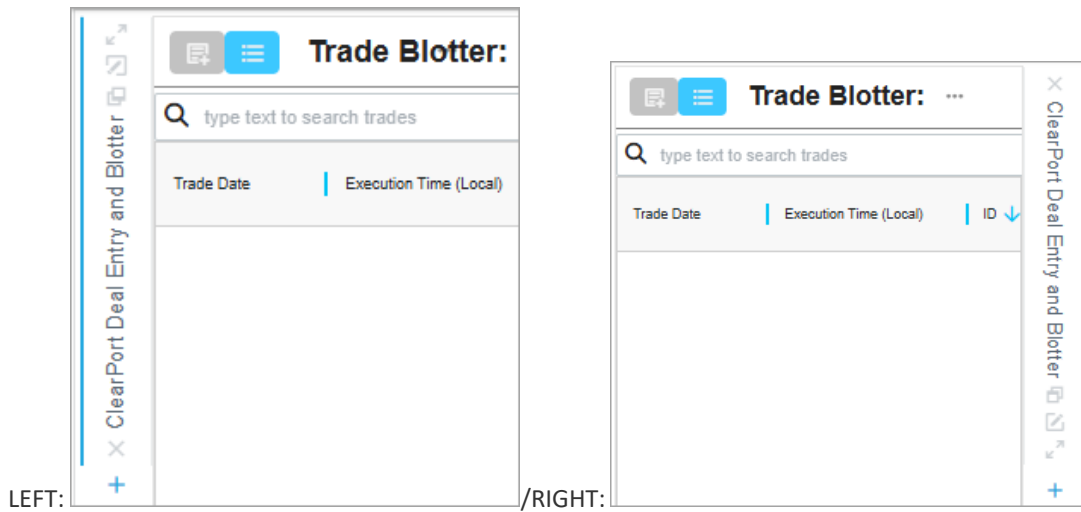 LEFT:
ClearPort Deal Entry and Blotter
Trade Blotter:
type text to search trades
Trade Date Execution Time (Local)
/RIGHT:
Trade Blotter: ...
type text to search trades
Trade Date Execution Time (Local) ID
ClearPort Deal Entry and Blotter